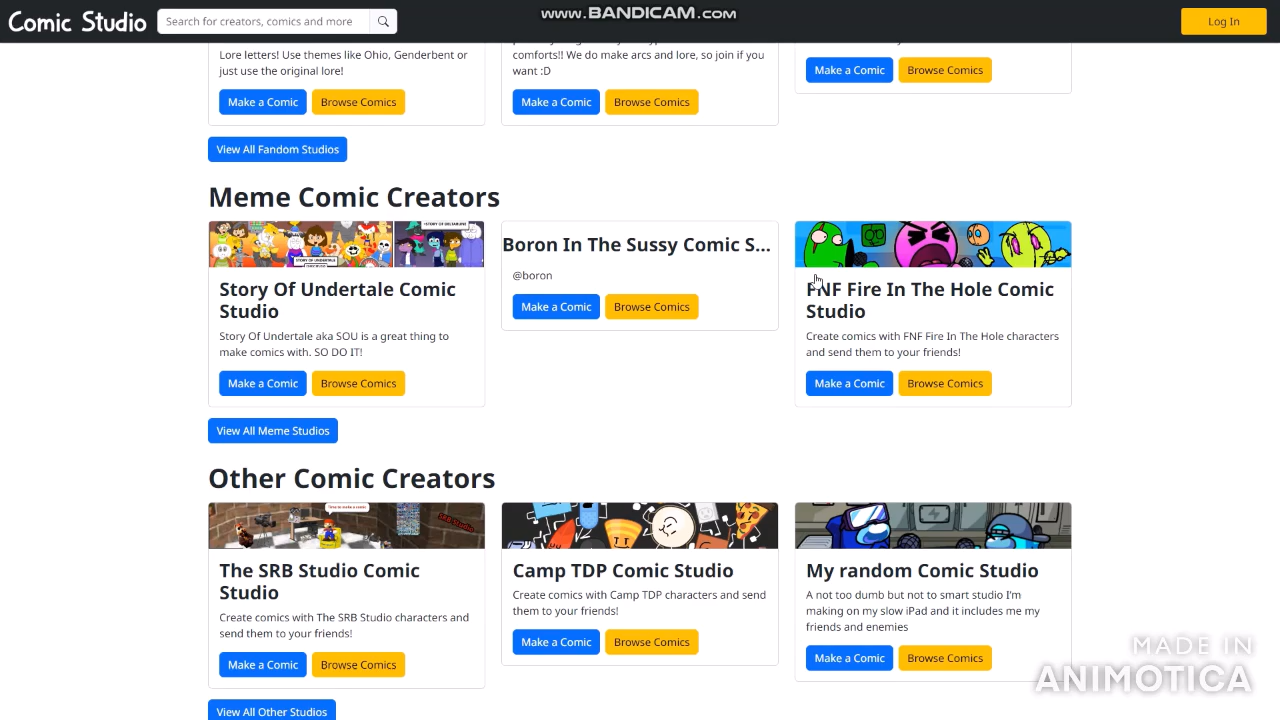 Comic Studio
Search for creators, comics and more
www.BANDICAM.com
Log In
Lore letters! Use themes like Ohio, Genderbent or
just use the original lore!
Make a Comic
Browse Comics
comforts!! We do make arcs and lore, so join if you
want :D
Make a Comic
Browse Comics
Make a Comic
Browse Comics
View All Fandom Studios
Meme Comic Creators
Story Of Undertale Comic
Studio
Story Of Undertale aka SOU is a great thing to
make comics with. SO DO IT!
Make a Comic
Browse Comics
Boron In The Sussy Comic S...
@boron
Make a Comic
Browse Comics
FNF Fire In The Hole Comic
Studio
Create comics with FNF Fire In The Hole characters
and send them to your friends!
Make a Comic
Browse Comics
View All Meme Studios
Other Comic Creators
The SRB Studio Comic
Studio
Create comics with The SRB Studio characters and
send them to your friends!
Make a Comic
Browse Comics
Camp TDP Comic Studio
Create comics with Camp TDP characters and send
them to your friends!
Make a Comic
Browse Comics
My random Comic Studio
A not too dumb but not to smart studio I'm
making on my slow iPad and it includes me my
friends and enemies
Make a Comic
Browse Comics
View All Other Studios
MADE IN
ANIMOTICA